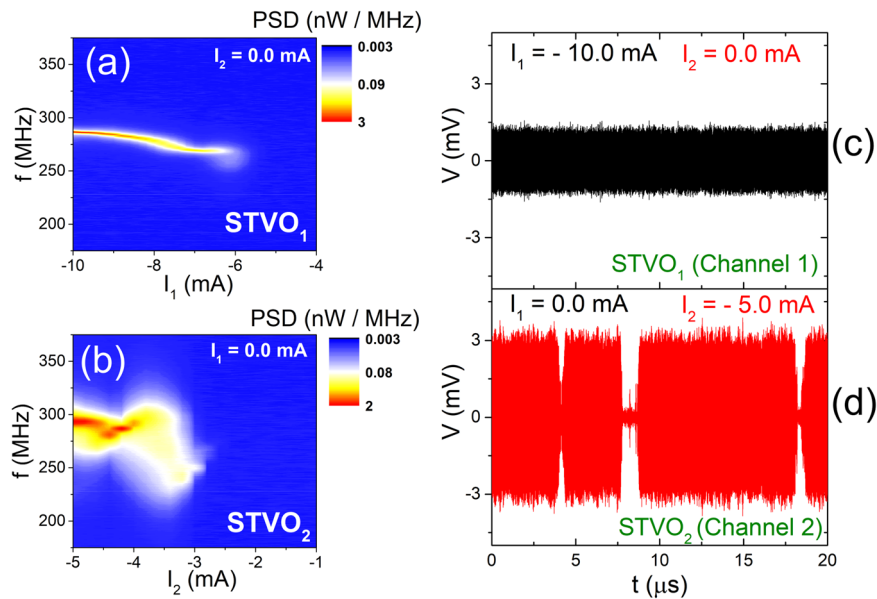 PSD (nW / MHz)
(a)
I₂ = 0.0 mA
0.003
0.09
3
350
300
250
200
f (MHz)
STVO₁
-10
-8
-6
-4
I₁ (mA)
PSD (nW / MHz)
(b)
I₁ = 0.0 mA
0.003
0.08
2
350
300
250
200
f (MHz)
STVO₂
-5
-4
-3
-2
-1
I₂ (mA)
I₁ = - 10.0 mA
I₂ = 0.0 mA
3
0
-3
V (mV)
(c)
STVO₁ (Channel 1)
I₁ = 0.0 mA
I₂ = - 5.0 mA
3
0
-3
V (mV)
(d)
STVO₂ (Channel 2)
0
5
10
15
20
t (μs)